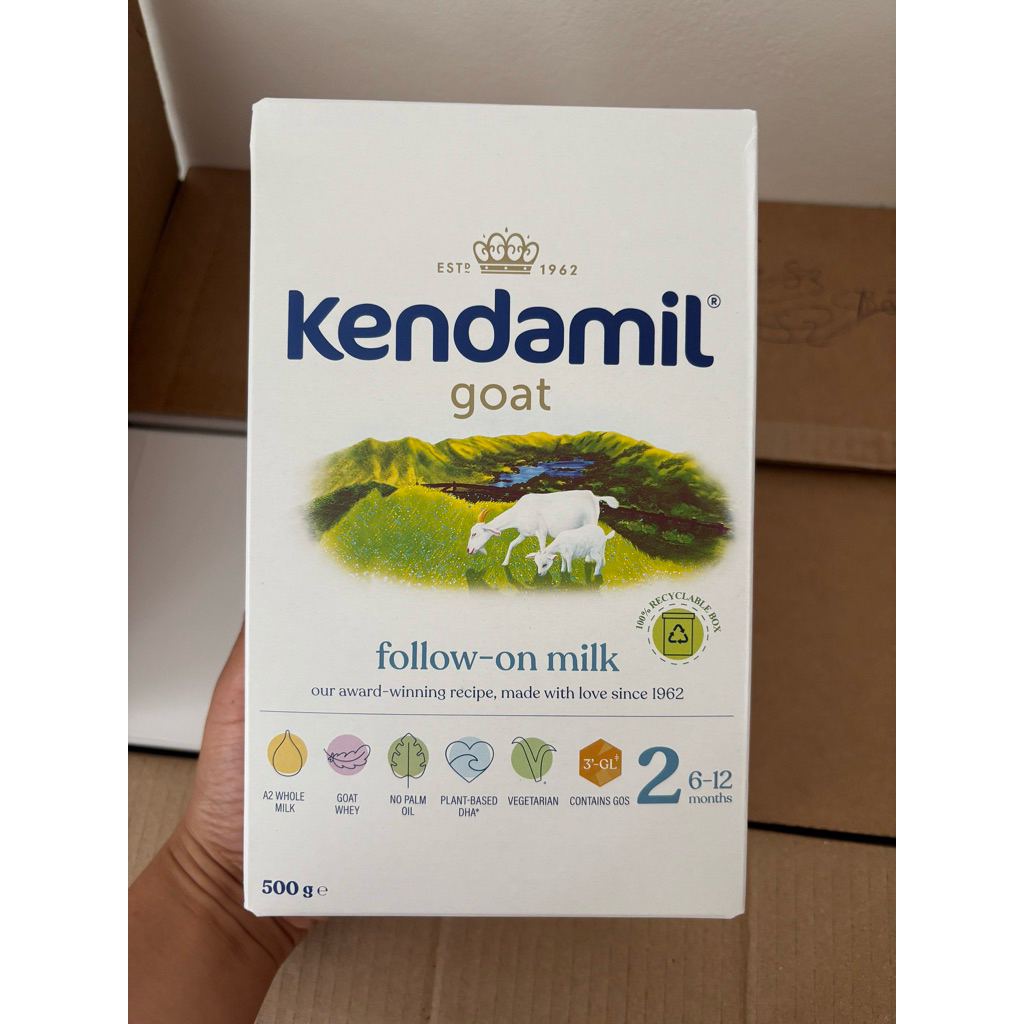 ESTD 1962
Kendamil®
goat
100% RECYCLABLE BOX
follow-on milk
our award-winning recipe, made with love since 1962
A2 WHOLE
MILK
GOAT
WHEY
NO PALM
OIL
PLANT-BASED
DHA*
VEGETARIAN
3'-GL‡
CONTAINS GOS
2
6-12
months
500 g ℮